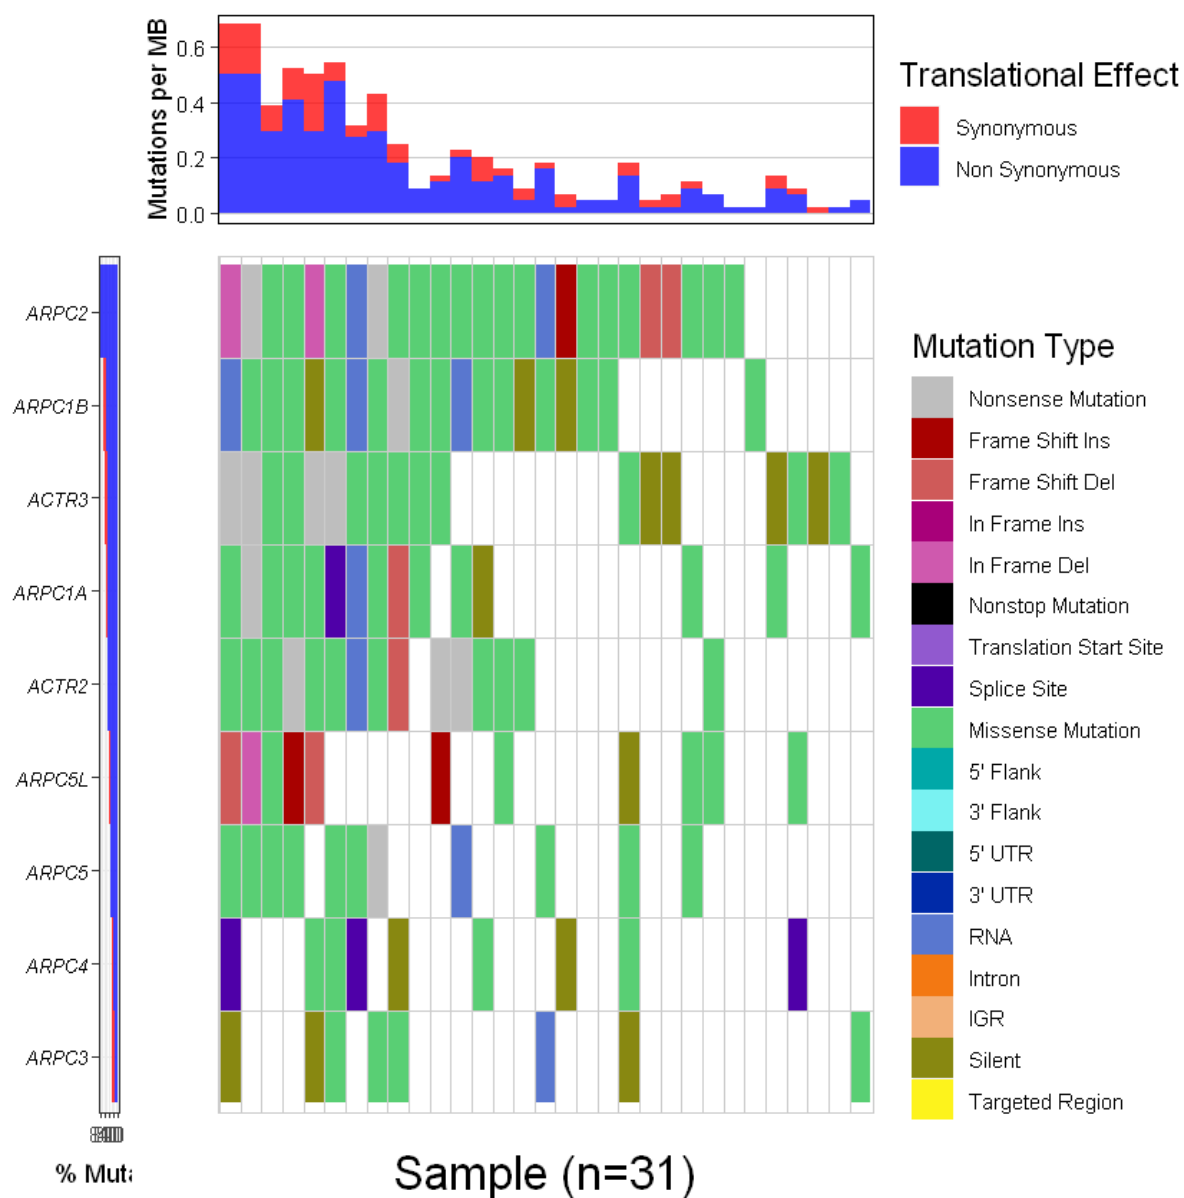 Mutations per MB
0.6
0.4
0.2
0.0
Translational Effect
Synonymous
Non Synonymous
ARPC2
ARPC1B
ACTR3
ARPC1A
ACTR2
ARPC5L
ARPC5
ARPC4
ARPC3
% Muta
Sample (n=31)
Mutation Type
Nonsense Mutation
Frame Shift Ins
Frame Shift Del
In Frame Ins
In Frame Del
Nonstop Mutation
Translation Start Site
Splice Site
Missense Mutation
5' Flank
3' Flank
5' UTR
3' UTR
RNA
Intron
IGR
Silent
Targeted Region